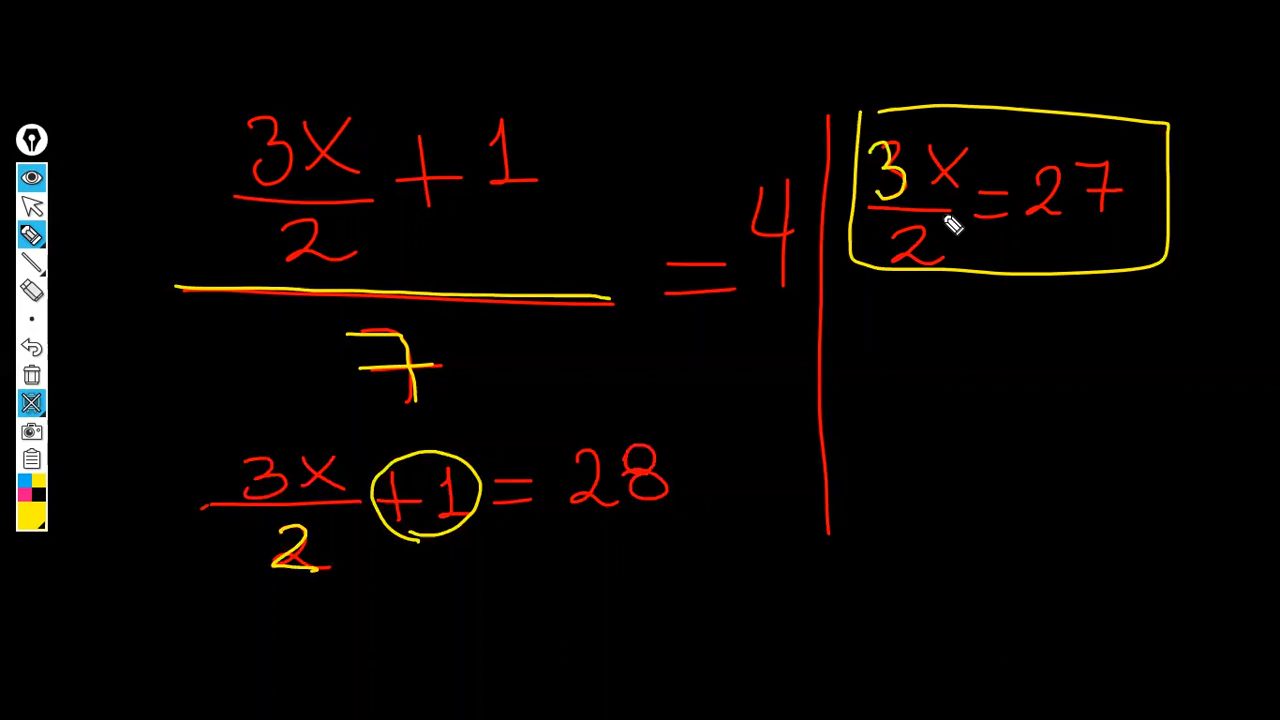 3x/2 + 1
= 4
7
3x/2 + 1 = 28
3x/2 = 27